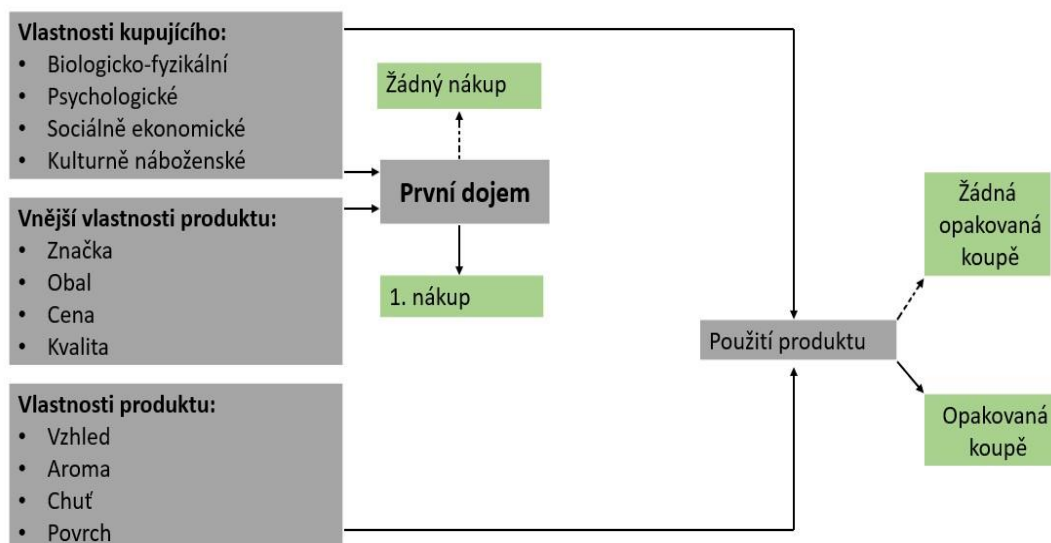 Vlastnosti kupujícího:
• Biologicko-fyzikální
• Psychologické
• Sociálně ekonomické
• Kulturně náboženské
Žádný nákup
První dojem
1. nákup
Vnější vlastnosti produktu:
• Značka
• Obal
• Cena
• Kvalita
Vlastnosti produktu:
• Vzhled
• Aroma
• Chuť
• Povrch
Použití produktu
Žádná
opakovaná
koupě
Opakovaná
koupě